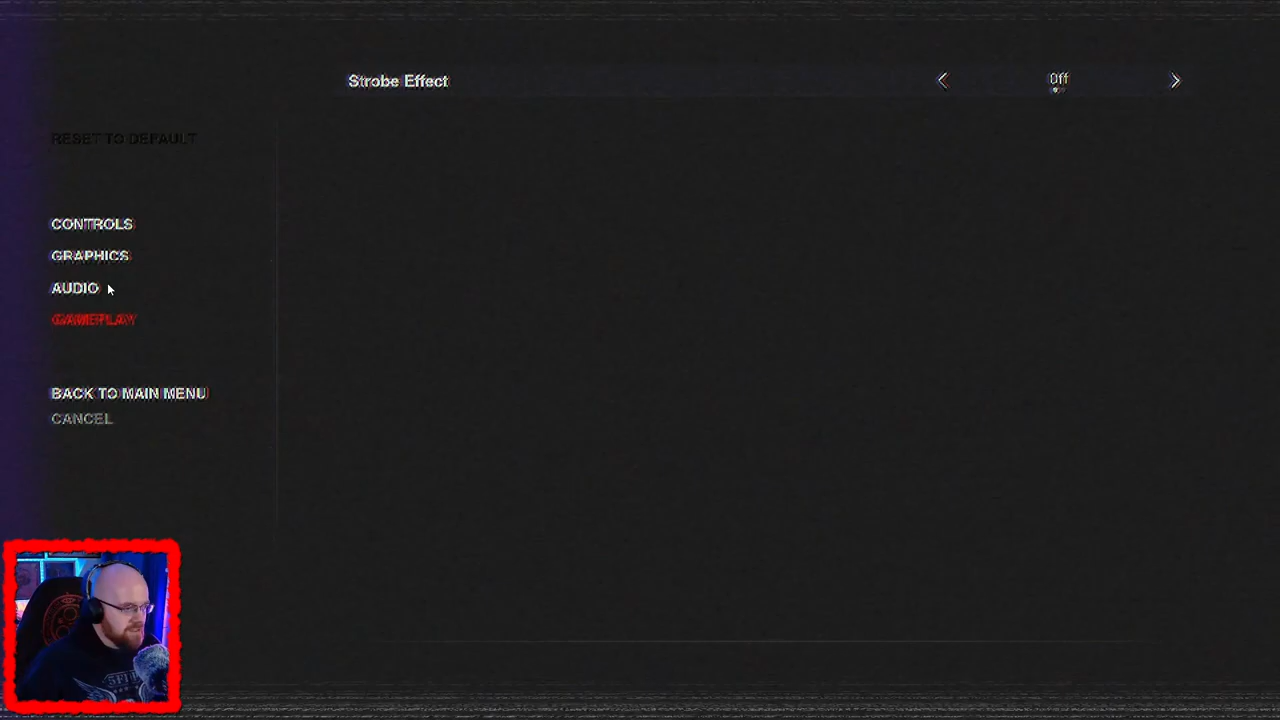 Strobe Effect
Off
RESET TO DEFAULT
CONTROLS
GRAPHICS
AUDIO
GAMEPLAY
BACK TO MAIN MENU
CANCEL